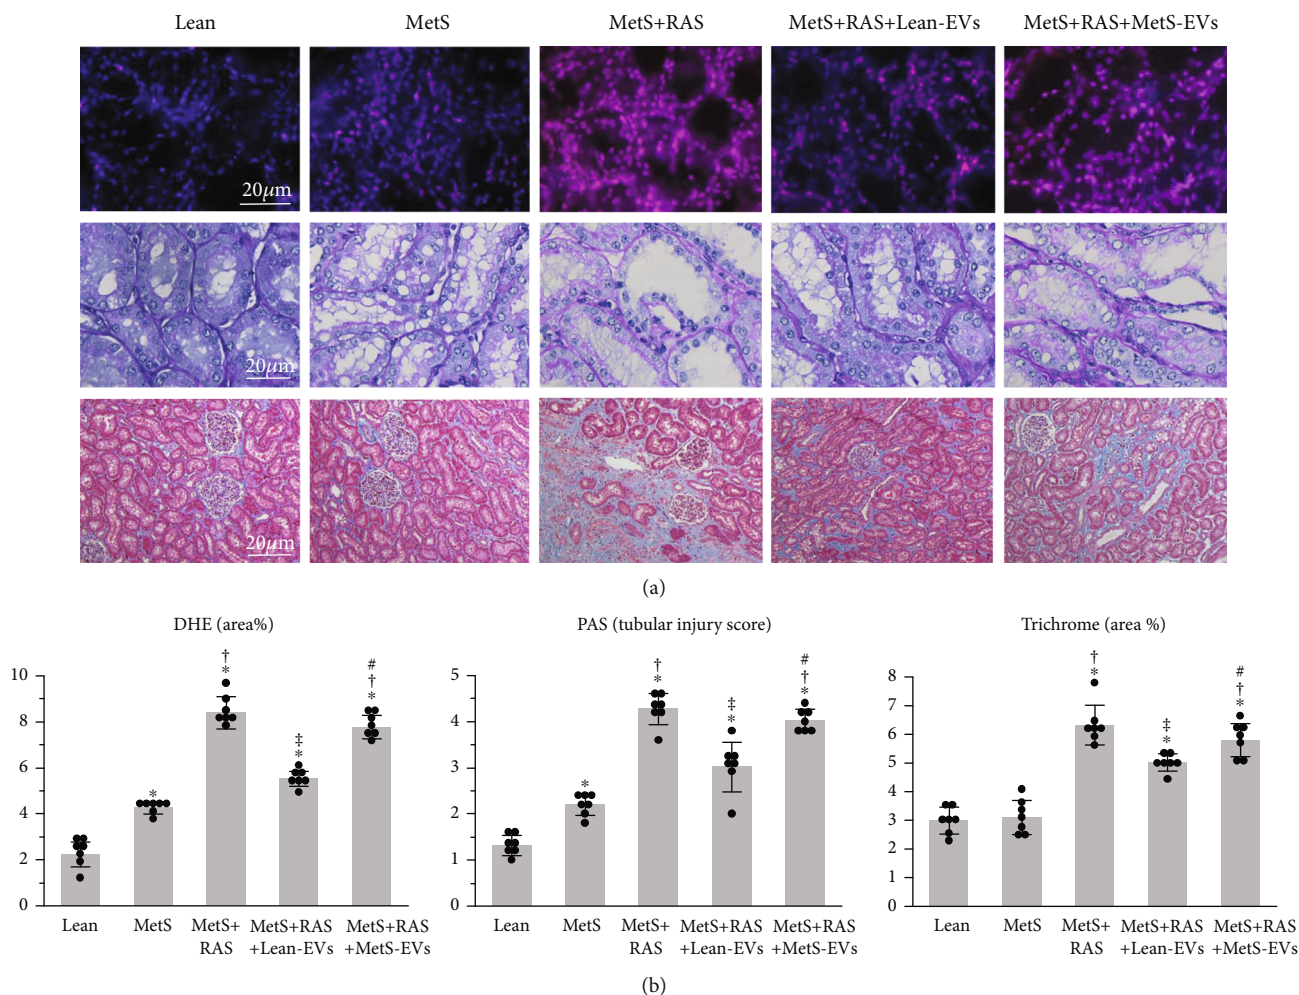 Lean MetS MetS+RAS MetS+RAS+Lean-EVs MetS+RAS+MetS-EVs
20μm
20μm
20μm
(a)
DHE (area%)
10
8
6
4
2
0
*
†
*
‡
*
#
†
*
Lean MetS MetS+ MetS+RAS MetS+RAS
RAS +Lean-EVs +MetS-EVs
PAS (tubular injury score)
5
4
3
2
1
0
*
†
*
‡
*
#
†
*
Lean MetS MetS+ MetS+RAS MetS+RAS
RAS +Lean-EVs +MetS-EVs
Trichrome (area %)
8
7
6
5
4
3
2
1
0
†
*
‡
*
#
†
*
Lean MetS MetS+ MetS+RAS MetS+RAS
RAS +Lean-EVs +MetS-EVs
(b)